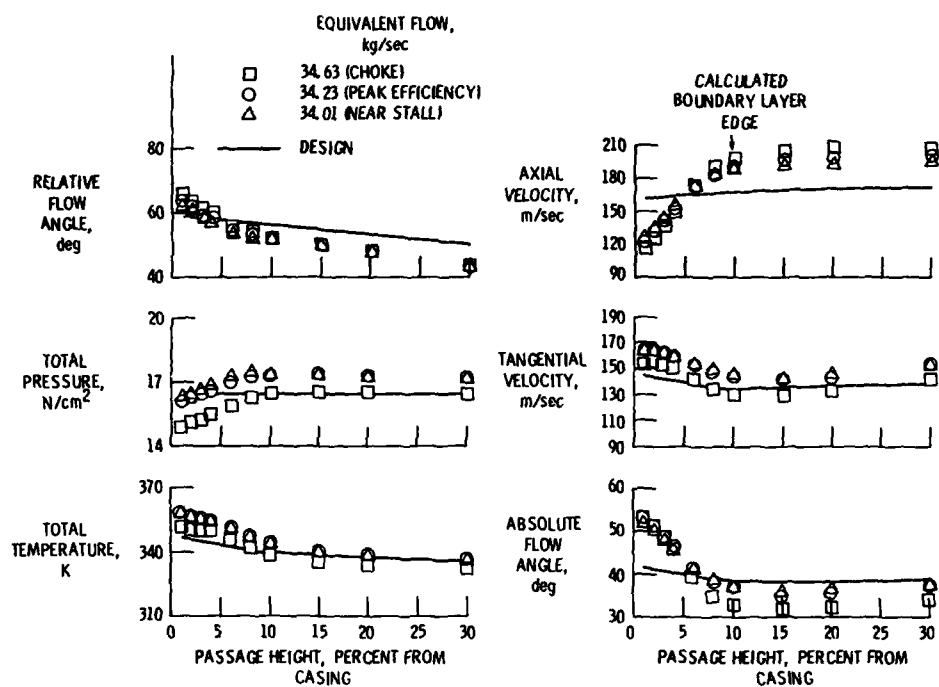 EQUIVALENT FLOW,
kg/sec
34.63 (CHOKE)
34.23 (PEAK EFFICIENCY)
34.01 (NEAR STALL)
DESIGN
80
60
40
RELATIVE
FLOW
ANGLE,
deg
CALCULATED
BOUNDARY LAYER
EDGE
210
180
150
120
90
AXIAL
VELOCITY,
m/sec
20
17
14
TOTAL
PRESSURE,
N/cm2
190
170
150
130
110
90
TANGENTIAL
VELOCITY,
m/sec
370
340
310
TOTAL
TEMPERATURE,
K
0 5 10 15 20 25 30
PASSAGE HEIGHT, PERCENT FROM
CASING
60
50
40
30
ABSOLUTE
FLOW
ANGLE,
deg
0 5 10 15 20 25 30
PASSAGE HEIGHT, PERCENT FROM
CASING